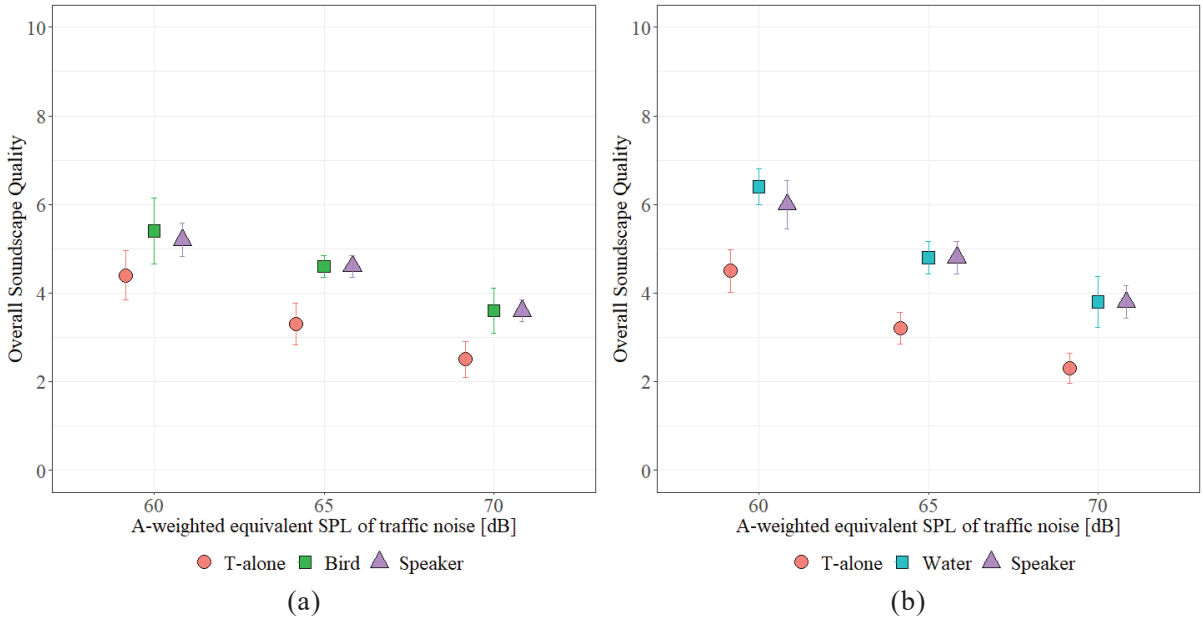 Overall Soundscape Quality
10
8
6
4
2
0
60 65 70
A-weighted equivalent SPL of traffic noise [dB]
T-alone Bird Speaker
(a)
Overall Soundscape Quality
10
8
6
4
2
0
60 65 70
A-weighted equivalent SPL of traffic noise [dB]
T-alone Water Speaker
(b)